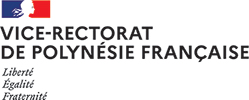 VICE-RECTORAT
DE POLYNÉSIE FRANÇAISE
Liberté
Égalité
Fraternité